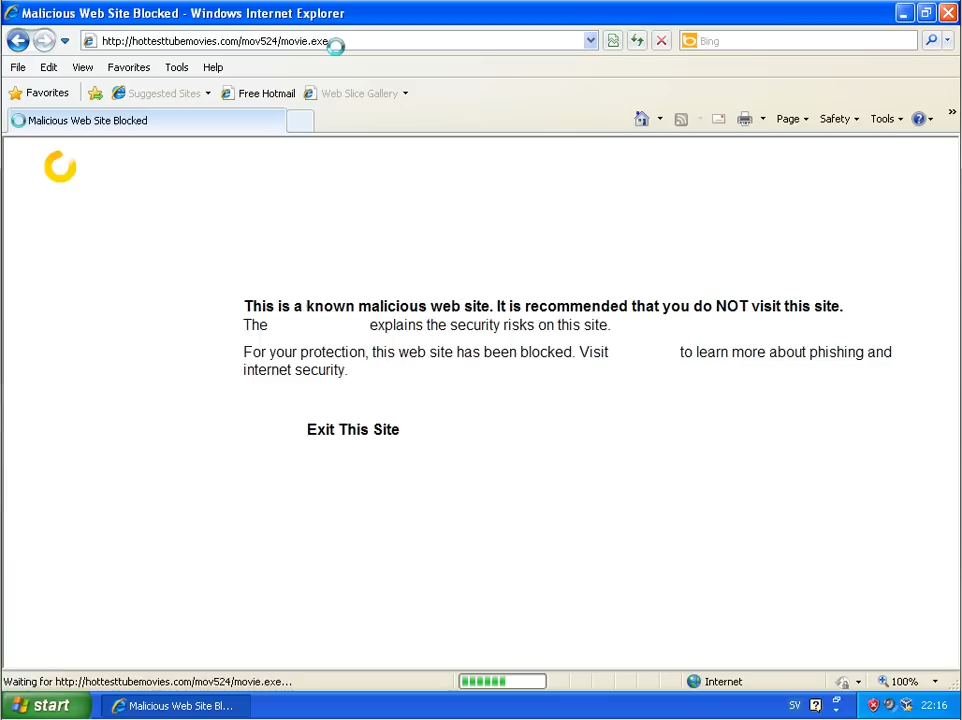 Malicious Web Site Blocked - Windows Internet Explorer
http://hottesttubemovies.com/mov524/movie.exe
Bing
File Edit View Favorites Tools Help
Favorites Suggested Sites Free Hotmail Web Slice Gallery
Malicious Web Site Blocked
Page Safety Tools »
This is a known malicious web site. It is recommended that you do NOT visit this site.
The explains the security risks on this site.
For your protection, this web site has been blocked. Visit to learn more about phishing and
internet security.
Exit This Site
Waiting for http://hottesttubemovies.com/mov524/movie.exe...
Internet
100%
start
Malicious Web Site Bl...
SV
22:16